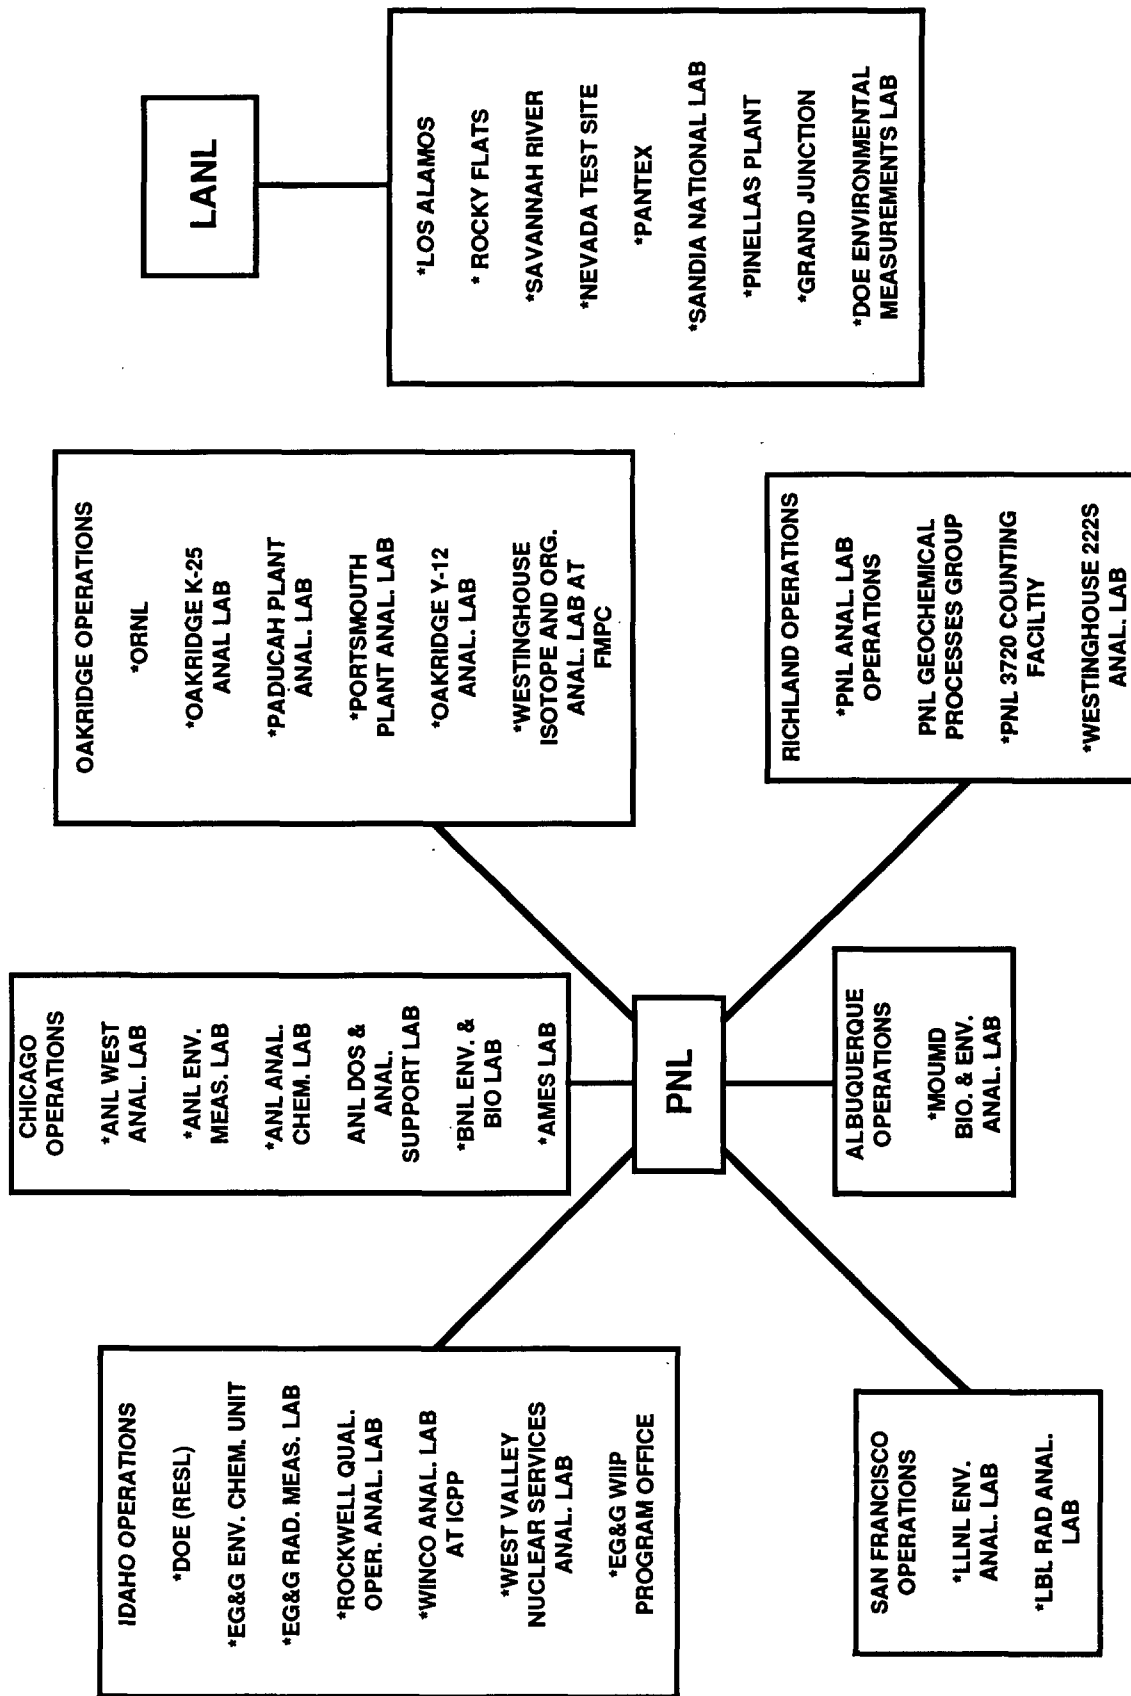 IDAHO OPERATIONS
*DOE (RESL)
*EG&G ENV. CHEM. UNIT
*EG&G RAD. MEAS. LAB
*ROCKWELL QUAL.
OPER. ANAL. LAB
*WINCO ANAL. LAB
AT ICPP
*WEST VALLEY
NUCLEAR SERVICES
ANAL. LAB
*EG&G WIIP
PROGRAM OFFICE
CHICAGO
OPERATIONS
*ANL WEST
ANAL. LAB
*ANL ENV.
MEAS. LAB
*ANL ANAL.
CHEM. LAB
ANL DOS &
ANAL.
SUPPORT LAB
*BNL ENV. &
BIO LAB
*AMES LAB
OAKRIDGE OPERATIONS
*ORNL
*OAKRIDGE K-25
ANAL LAB
*PADUCAH PLANT
ANAL. LAB
*PORTSMOUTH
PLANT ANAL. LAB
*OAKRIDGE Y-12
ANAL. LAB
*WESTINGHOUSE
ISOTOPE AND ORG.
ANAL. LAB AT
FMPC
LANL
*LOS ALAMOS
* ROCKY FLATS
*SAVANNAH RIVER
*NEVADA TEST SITE
*PANTEX
*SANDIA NATIONAL LAB
*PINELLAS PLANT
*GRAND JUNCTION
*DOE ENVIRONMENTAL
MEASUREMENTS LAB
PNL
SAN FRANCISCO
OPERATIONS
*LLNL ENV.
ANAL. LAB
*LBL RAD ANAL.
LAB
ALBUQUERQUE
OPERATIONS
*MOUMD
BIO. & ENV.
ANAL. LAB
RICHLAND OPERATIONS
*PNL ANAL. LAB
OPERATIONS
PNL GEOCHEMICAL
PROCESSES GROUP
*PNL 3720 COUNTING
FACILTIY
*WESTINGHOUSE 222S
ANAL. LAB